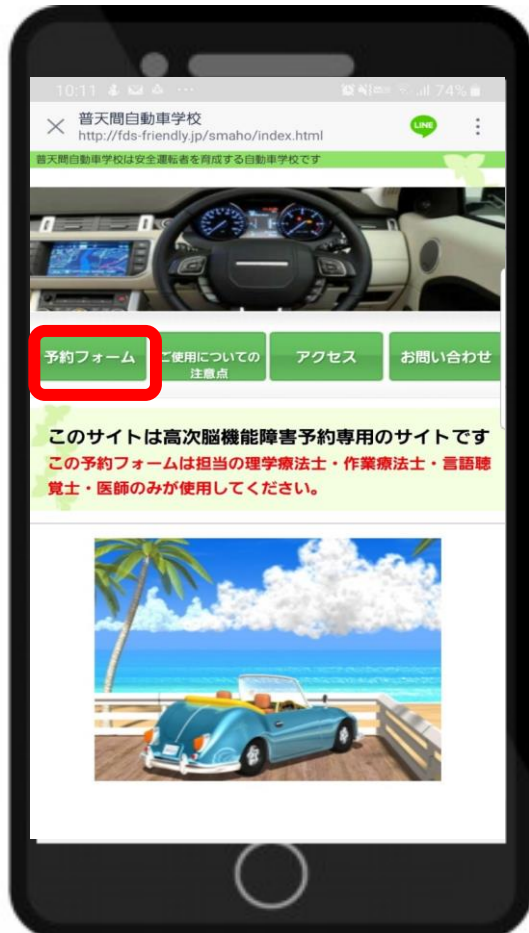 10:11
74%
普天間自動車学校
http://fds-friendly.jp/smaho/index.html
LINE
普天間自動車学校は安全運転者を育成する自動車学校です
予約フォーム
ご使用についての
注意点
アクセス
お問い合わせ
このサイトは高次脳機能障害予約専用のサイトです
この予約フォームは担当の理学療法士・作業療法士・言語聴
覚士・医師のみが使用してください。